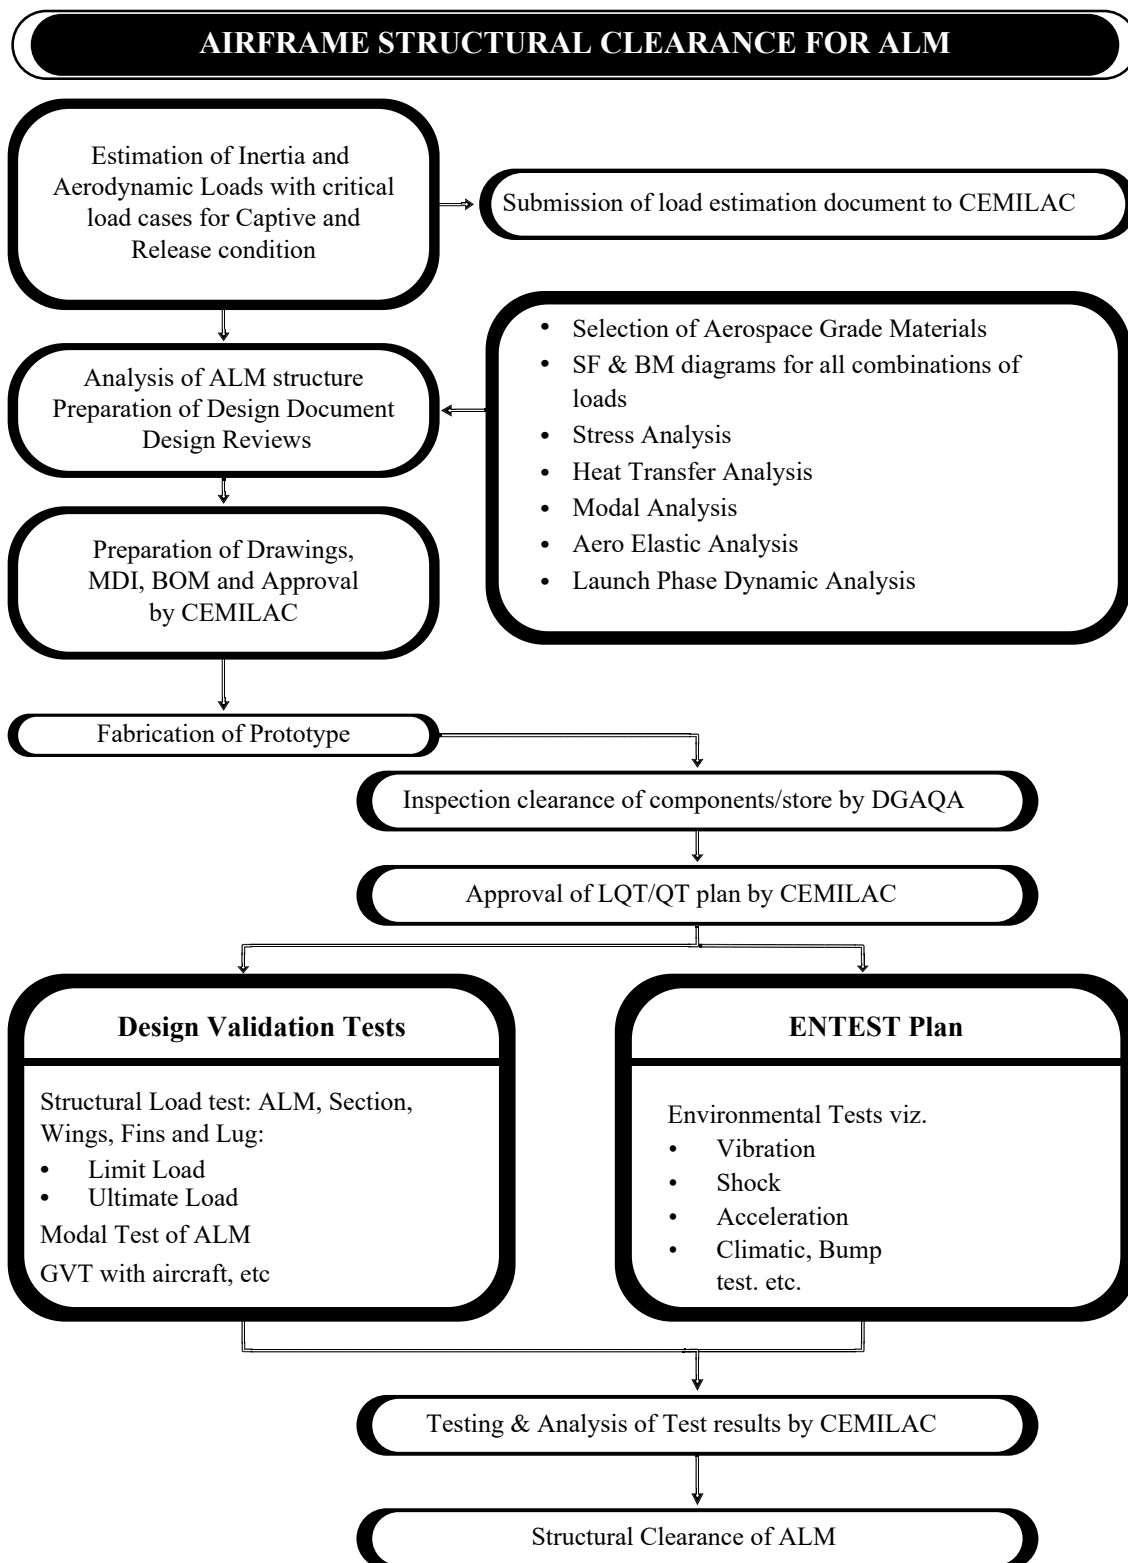 AIRFRAME STRUCTURAL CLEARANCE FOR ALM
Estimation of Inertia and
Aerodynamic Loads with critical
load cases for Captive and
Release condition
Submission of load estimation document to CEMILAC
Analysis of ALM structure
Preparation of Design Document
Design Reviews
• Selection of Aerospace Grade Materials
• SF & BM diagrams for all combinations of
loads
• Stress Analysis
• Heat Transfer Analysis
• Modal Analysis
• Aero Elastic Analysis
• Launch Phase Dynamic Analysis
Preparation of Drawings,
MDI, BOM and Approval
by CEMILAC
Fabrication of Prototype
Inspection clearance of components/store by DGAQA
Approval of LQT/QT plan by CEMILAC
Design Validation Tests
Structural Load test: ALM, Section,
Wings, Fins and Lug:
• Limit Load
• Ultimate Load
Modal Test of ALM
GVT with aircraft, etc
ENTEST Plan
Environmental Tests viz.
• Vibration
• Shock
• Acceleration
• Climatic, Bump
test. etc.
Testing & Analysis of Test results by CEMILAC
Structural Clearance of ALM